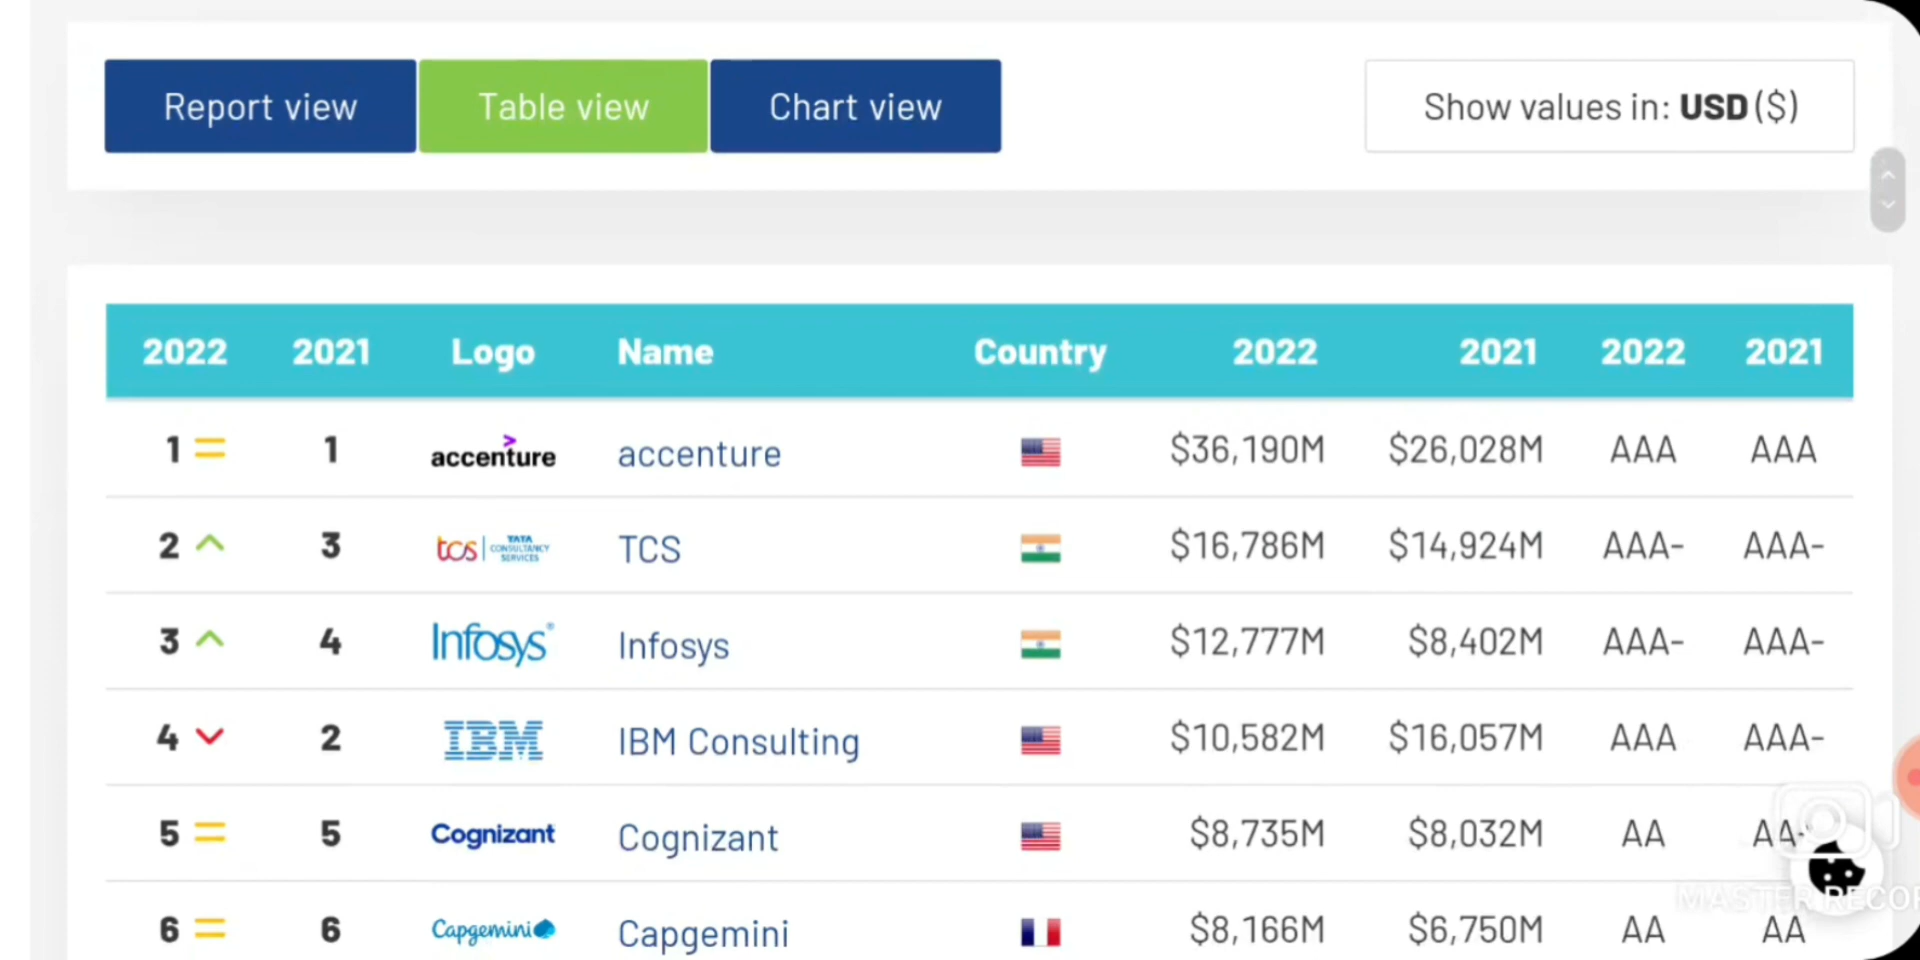 Report view Table view Chart view Show values in: USD ($)
2022 2021 Logo Name Country 2022 2021 2022 2021
1 1 accenture accenture $36,190M $26,028M AAA AAA
2 3 tcs TATA CONSULTANCY SERVICES TCS $16,786M $14,924M AAA- AAA-
3 4 Infosys® Infosys $12,777M $8,402M AAA- AAA-
4 2 IBM IBM Consulting $10,582M $16,057M AAA AAA-
5 5 Cognizant Cognizant $8,735M $8,032M AA
6 6 Capgemini Capgemini $8,166M $6,750M AA AA
MASTER